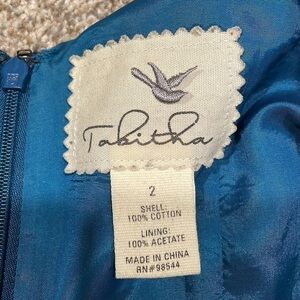 Tabitha
2
SHELL:
100% COTTON
LINING:
100% ACETATE
MADE IN CHINA
RN#98544